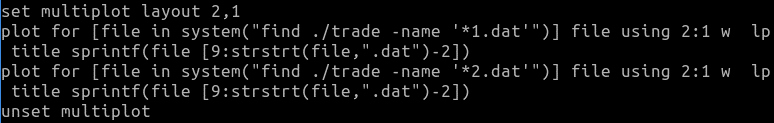 set multiplot layout 2,1
plot for [file in system("find ./trade -name '*1.dat'")] file using 2:1 w  lp
 title sprintf(file [9:strstrt(file,".dat")-2])
plot for [file in system("find ./trade -name '*2.dat'")] file using 2:1 w  lp
 title sprintf(file [9:strstrt(file,".dat")-2])
unset multiplot